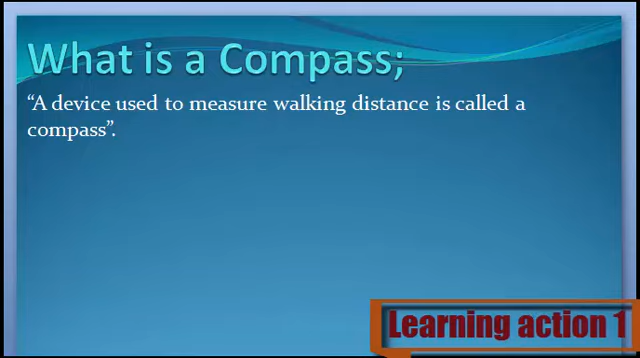 What is a Compass;
“A device used to measure walking distance is called a
compass”.
Learning action 1